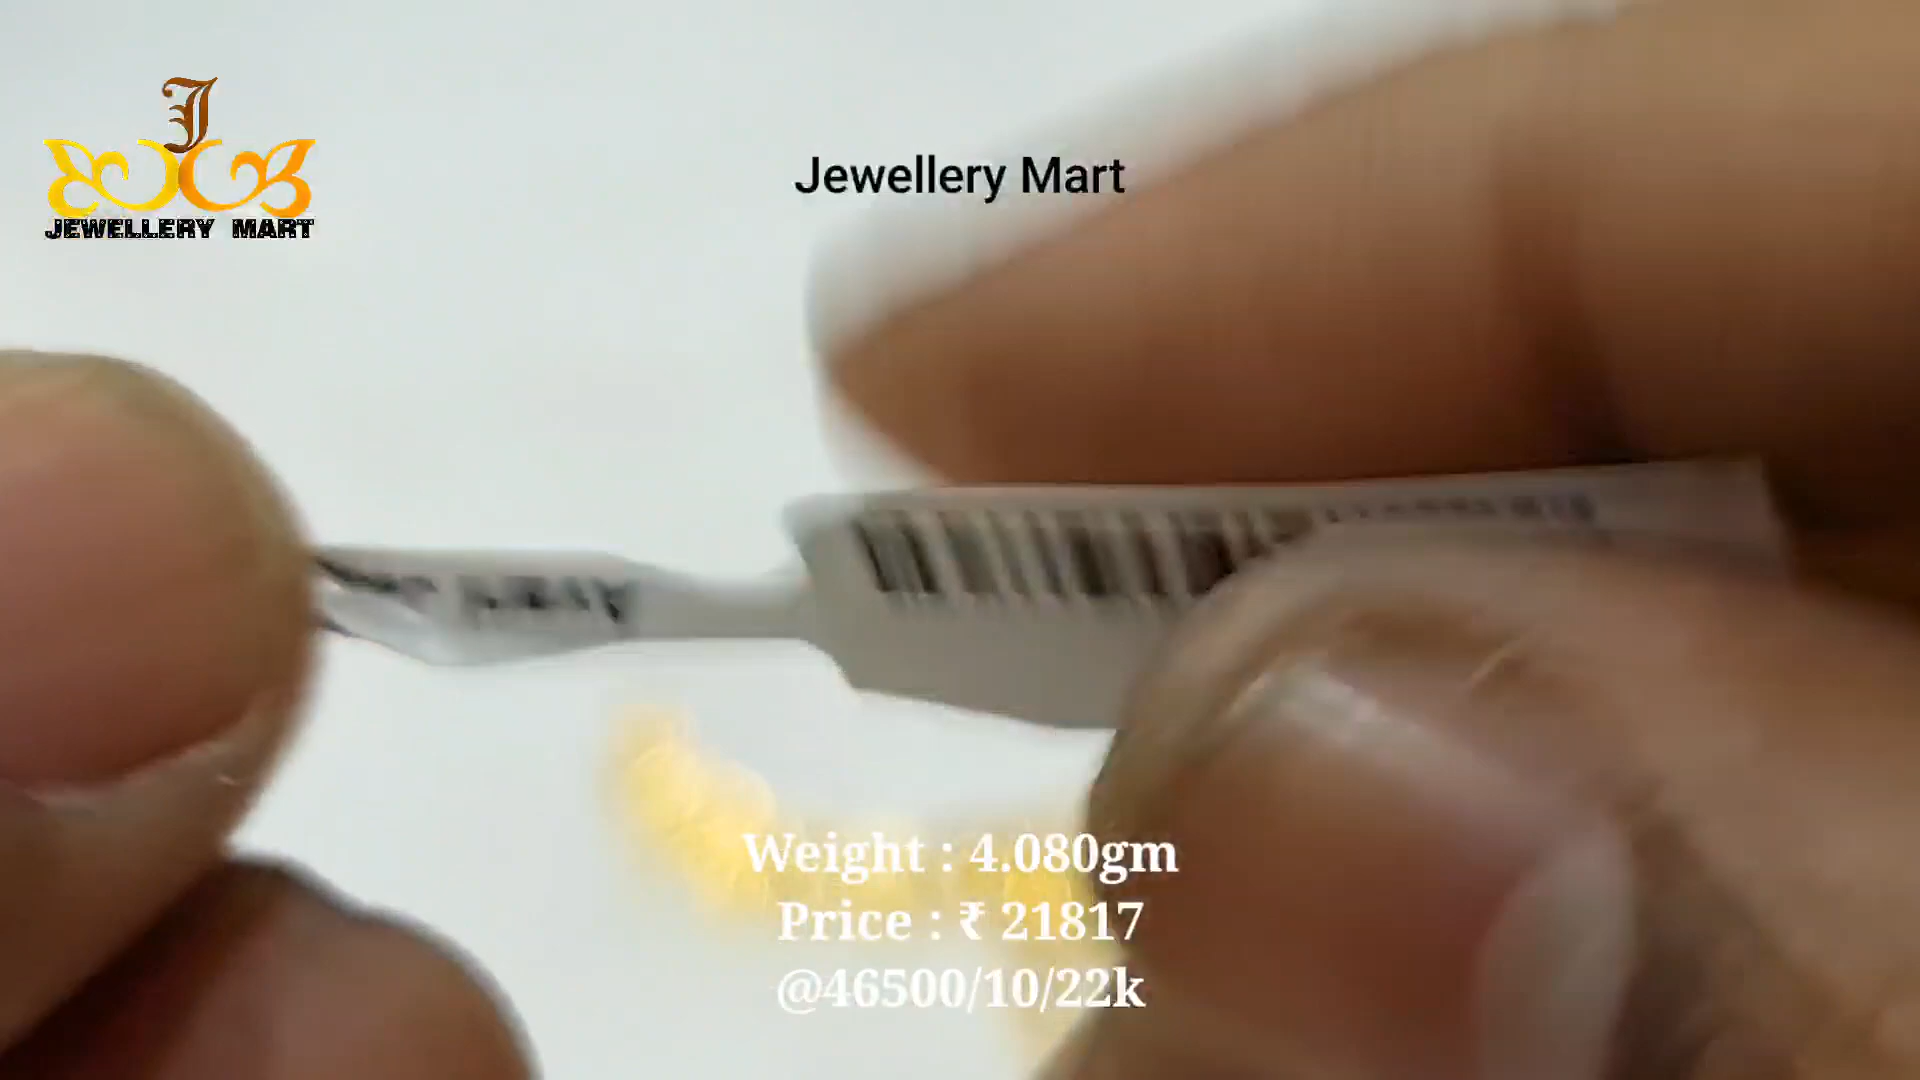 J
JEWELLERY MART
Jewellery Mart
Weight : 4.080gm
Price : ₹ 21817
@46500/10/22k